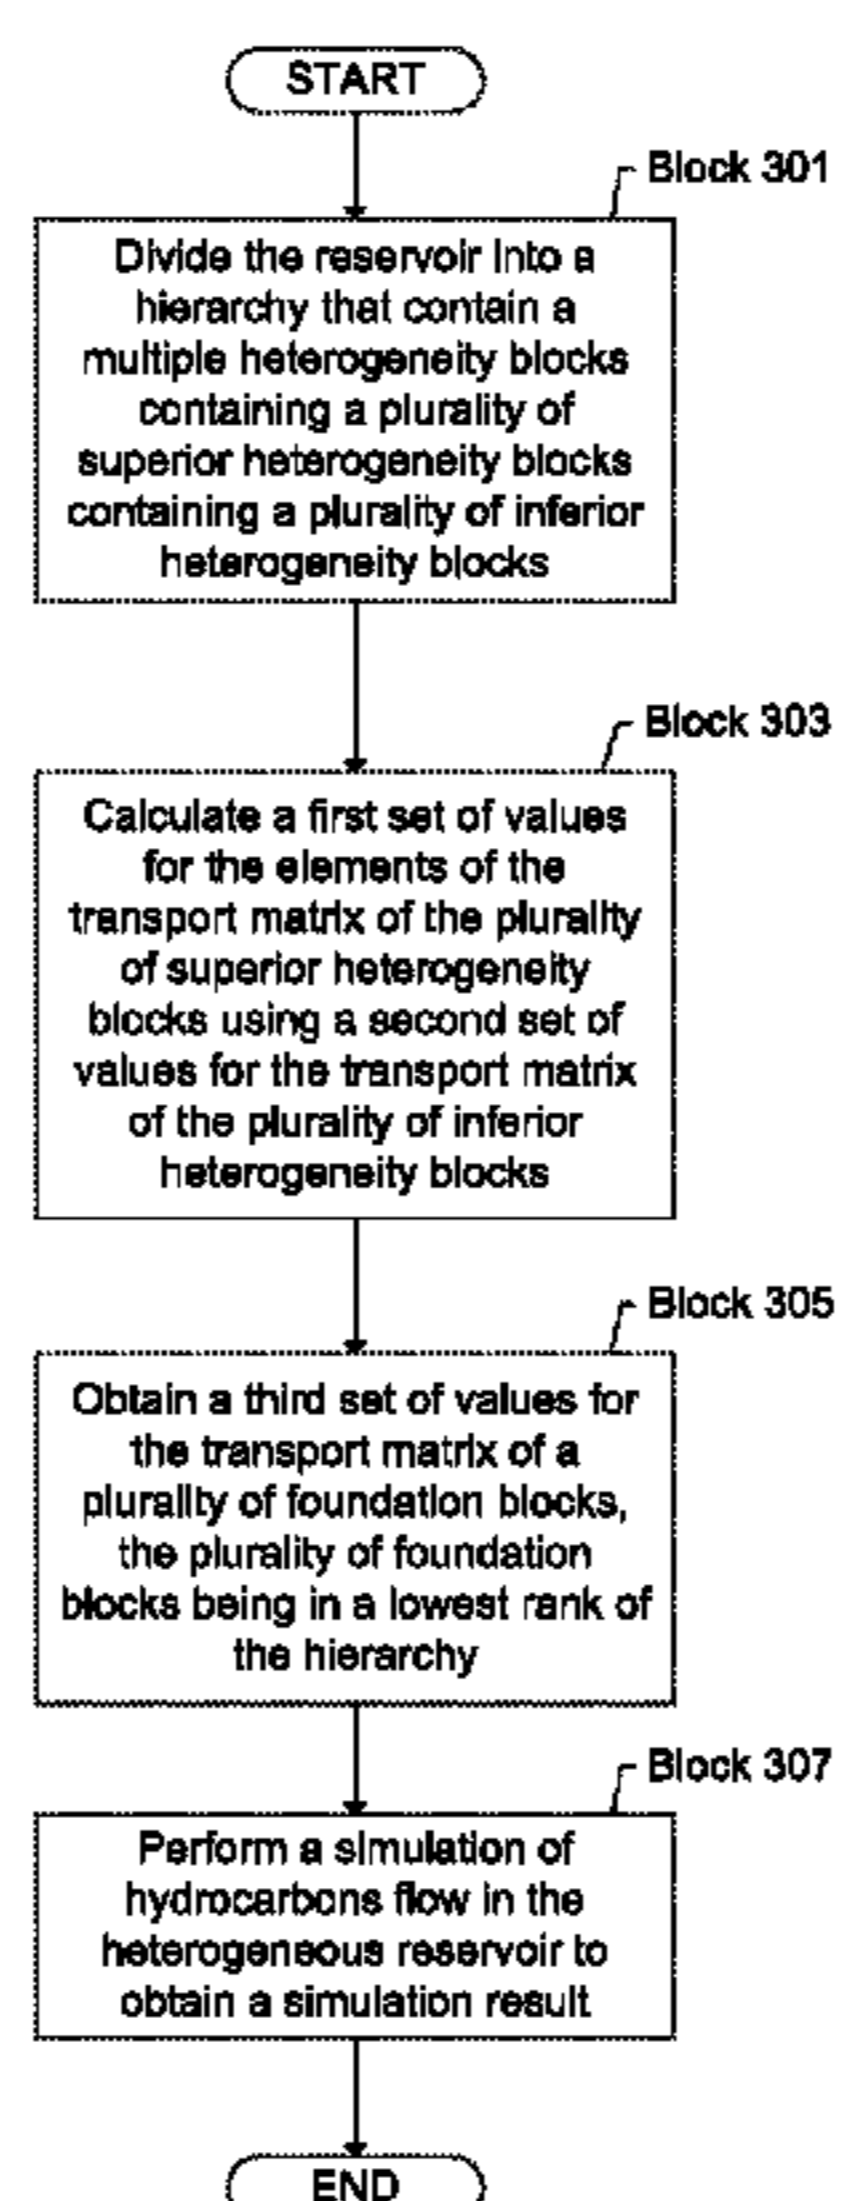 START
Block 301
Divide the reservoir into a
hierarchy that contain a
multiple heterogeneity blocks
containing a plurality of
superior heterogeneity blocks
containing a plurality of inferior
heterogeneity blocks
Block 303
Calculate a first set of values
for the elements of the
transport matrix of the plurality
of superior heterogeneity
blocks using a second set of
values for the transport matrix
of the plurality of inferior
heterogeneity blocks
Block 305
Obtain a third set of values for
the transport matrix of a
plurality of foundation blocks,
the plurality of foundation
blocks being in a lowest rank of
the hierarchy
Block 307
Perform a simulation of
hydrocarbons flow in the
heterogeneous reservoir to
obtain a simulation result
END